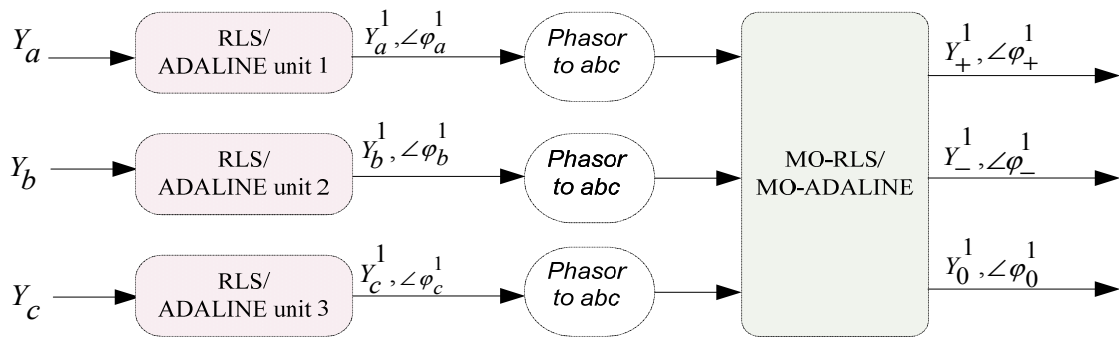 Y_a
RLS/
ADALINE unit 1
Y_a^1, ∠φ_a^1
Phasor
to abc
Y_+^1, ∠φ_+^1
Y_b
RLS/
ADALINE unit 2
Y_b^1, ∠φ_b^1
Phasor
to abc
MO-RLS/
MO-ADALINE
Y_-^1, ∠φ_-^1
Y_c
RLS/
ADALINE unit 3
Y_c^1, ∠φ_c^1
Phasor
to abc
Y_0^1, ∠φ_0^1